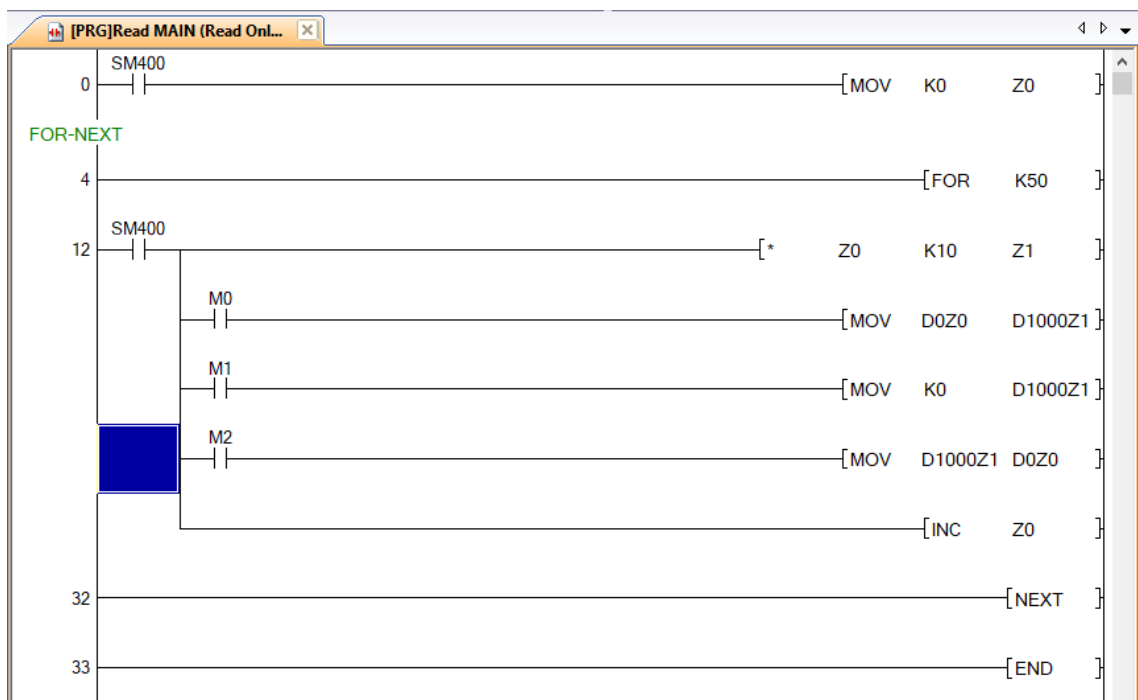 [PRG]Read MAIN (Read Onl...
SM400
0 [MOV K0 Z0 ]
FOR-NEXT
4 [FOR K50 ]
SM400
12 [* Z0 K10 Z1 ]
M0
[MOV D0Z0 D1000Z1 ]
M1
[MOV K0 D1000Z1 ]
M2
[MOV D1000Z1 D0Z0 ]
[INC Z0 ]
32 [NEXT ]
33 [END ]